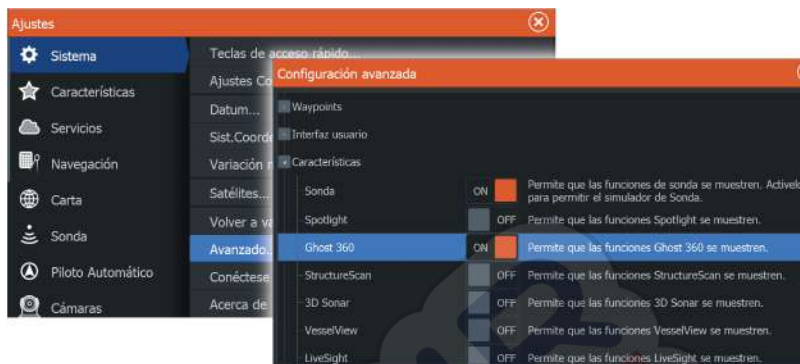 Ajustes
Sistema
Características
Servicios
Navegación
Carta
Sonda
Piloto Automático
Cámaras
Teclas de acceso rápido...
Ajustes Co
Datum...
Sist.Coorde
Variación
Satélites...
Volver a va
Avanzado.
Conéctese
Acerca de
Configuración avanzada
Waypoints
Interfaz usuario
Características
Sonda ON Permite que las funciones de sonda se muestren. Actívelo
para permitir el simulador de Sonda.
Spotlight OFF Permite que las funciones Spotlight se muestren.
Ghost 360 ON Permite que las funciones Ghost 360 se muestren.
StructureScan OFF Permite que las funciones StructureScan se muestren.
3D Sonar OFF Permite que las funciones 3D Sonar se muestren.
VesselView OFF Permite que las funciones VesselView se muestren.
LiveSight OFF Permite que las funciones LiveSight se muestren.